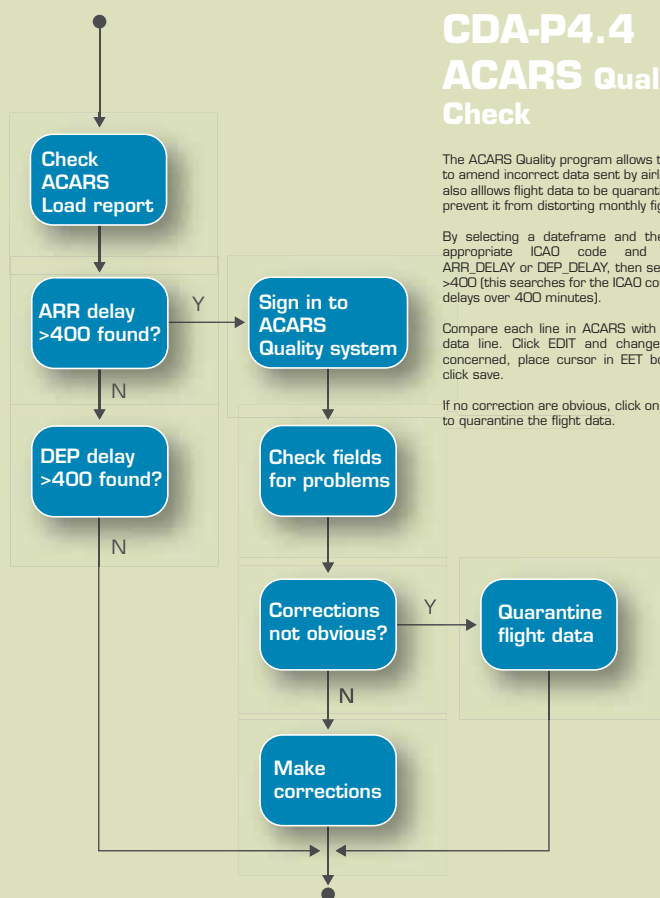 CDA-P4.4
ACARS Qual
Check
The ACARS Quality program allows t
to amend incorrect data sent by airl
also alllows flight data to be quaranti
prevent it from distorting monthly fig
By selecting a dateframe and the
appropriate ICAO code and
ARR_DELAY or DEP_DELAY, then se
>400 (this searches for the ICAO co
delays over 400 minutes).
Compare each line in ACARS with
data line. Click EDIT and change
concerned, place cursor in EET bo
click save.
If no correction are obvious, click on
to quarantine the flight data.
Check
ACARS
Load report
ARR delay
>400 found?
Y
Sign in to
ACARS
Quality system
N
DEP delay
>400 found?
Check fields
for problems
N
Corrections
not obvious?
Y
Quarantine
flight data
N
Make
corrections